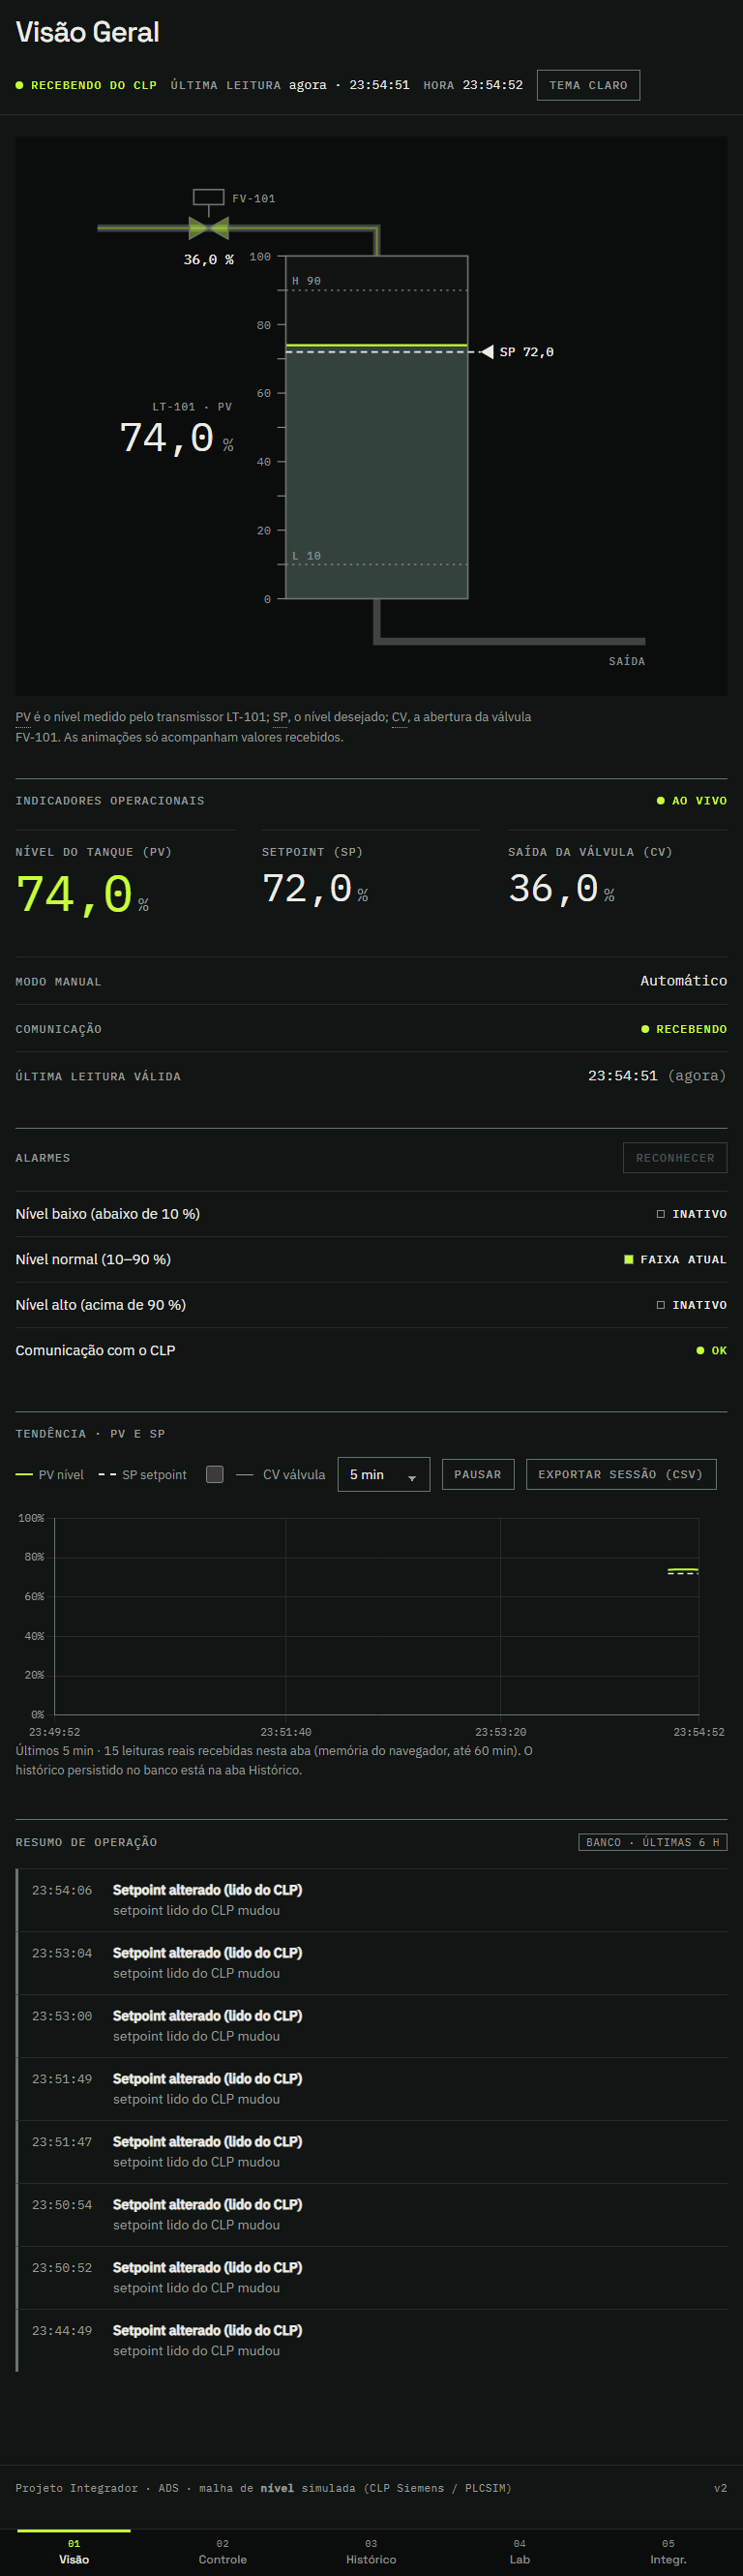 Visão Geral
RECEBENDO DO CLP ÚLTIMA LEITURA agora · 23:54:51 HORA 23:54:52 TEMA CLARO
FV-101
36,0 %
100
H 90
80
SP 72,0
60
LT-101 · PV
74,0 %
40
20
L 10
0
SAÍDA
PV é o nível medido pelo transmissor LT-101; SP, o nível desejado; CV, a abertura da válvula
FV-101. As animações só acompanham valores recebidos.
INDICADORES OPERACIONAIS AO VIVO
NÍVEL DO TANQUE (PV) SETPOINT (SP) SAÍDA DA VÁLVULA (CV)
74,0 % 72,0 % 36,0 %
MODO MANUAL Automático
COMUNICAÇÃO RECEBENDO
ÚLTIMA LEITURA VÁLIDA 23:54:51 (agora)
ALARMES RECONHECER
Nível baixo (abaixo de 10 %) INATIVO
Nível normal (10–90 %) FAIXA ATUAL
Nível alto (acima de 90 %) INATIVO
Comunicação com o CLP OK
TENDÊNCIA · PV E SP
PV nível SP setpoint CV válvula 5 min PAUSAR EXPORTAR SESSÃO (CSV)
100%
80%
60%
40%
20%
0%
23:49:52 23:51:40 23:53:20 23:54:52
Últimos 5 min · 15 leituras reais recebidas nesta aba (memória do navegador, até 60 min). O
histórico persistido no banco está na aba Histórico.
RESUMO DE OPERAÇÃO BANCO · ÚLTIMAS 6 H
23:54:06 Setpoint alterado (lido do CLP)
setpoint lido do CLP mudou
23:53:04 Setpoint alterado (lido do CLP)
setpoint lido do CLP mudou
23:53:00 Setpoint alterado (lido do CLP)
setpoint lido do CLP mudou
23:51:49 Setpoint alterado (lido do CLP)
setpoint lido do CLP mudou
23:51:47 Setpoint alterado (lido do CLP)
setpoint lido do CLP mudou
23:50:54 Setpoint alterado (lido do CLP)
setpoint lido do CLP mudou
23:50:52 Setpoint alterado (lido do CLP)
setpoint lido do CLP mudou
23:44:49 Setpoint alterado (lido do CLP)
setpoint lido do CLP mudou
Projeto Integrador · ADS · malha de nível simulada (CLP Siemens / PLCSIM) v2
01 02 03 04 05
Visão Controle Histórico Lab Integr.